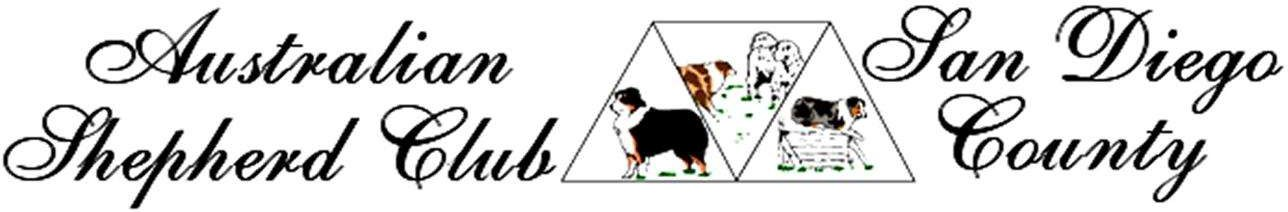 Australian
Shepherd Club
San Diego
County